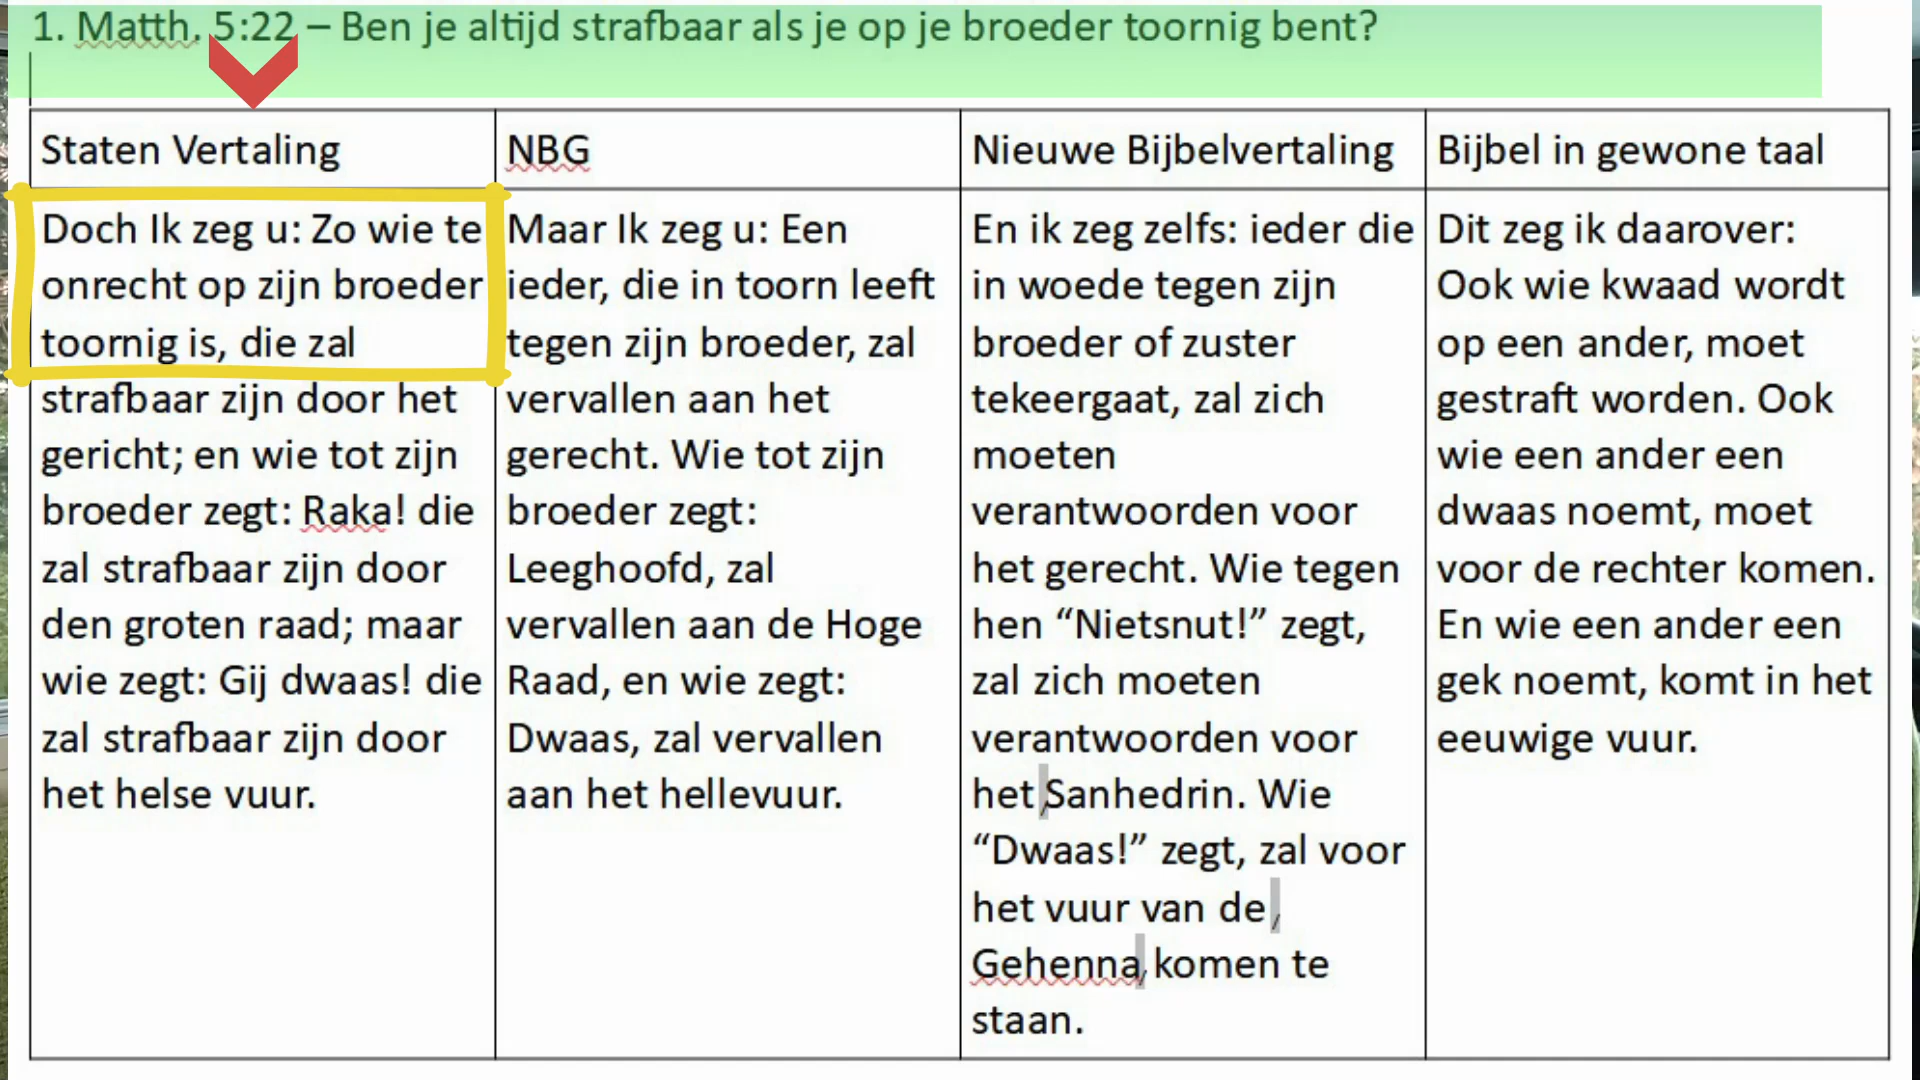 1. Matth. 5:22 – Ben je altijd strafbaar als je op je broeder toornig bent?
Staten Vertaling
Doch Ik zeg u: Zo wie te
onrecht op zijn broeder
toornig is, die zal
strafbaar zijn door het
gericht; en wie tot zijn
broeder zegt: Raka! die
zal strafbaar zijn door
den groten raad; maar
wie zegt: Gij dwaas! die
zal strafbaar zijn door
het helse vuur.
NBG
Maar Ik zeg u: Een
ieder, die in toorn leeft
tegen zijn broeder, zal
vervallen aan het
gerecht. Wie tot zijn
broeder zegt:
Leeghoofd, zal
vervallen aan de Hoge
Raad, en wie zegt:
Dwaas, zal vervallen
aan het hellevuur.
Nieuwe Bijbelvertaling
En ik zeg zelfs: ieder die
in woede tegen zijn
broeder of zuster
tekeergaat, zal zich
moeten
verantwoorden voor
het gerecht. Wie tegen
hen “Nietsnut!” zegt,
zal zich moeten
verantwoorden voor
het Sanhedrin. Wie
“Dwaas!” zegt, zal voor
het vuur van de
Gehenna komen te
staan.
Bijbel in gewone taal
Dit zeg ik daarover:
Ook wie kwaad wordt
op een ander, moet
gestraft worden. Ook
wie een ander een
dwaas noemt, moet
voor de rechter komen.
En wie een ander een
gek noemt, komt in het
eeuwige vuur.